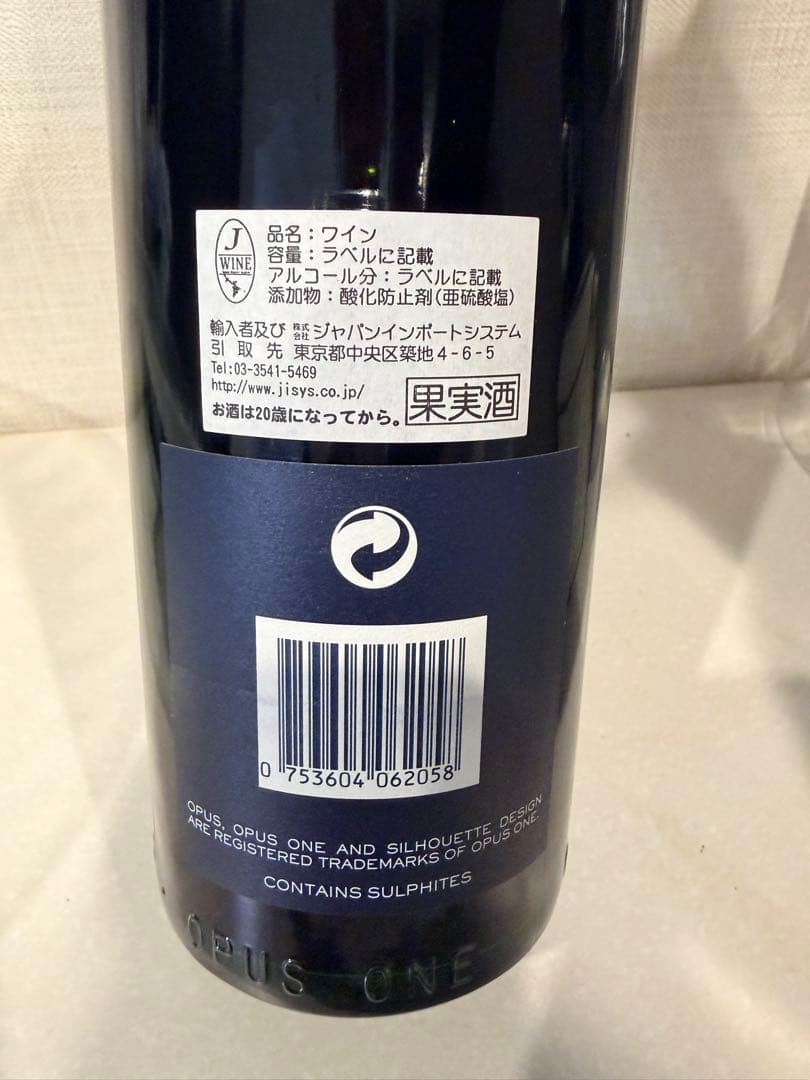 J
WINE
品名：ワイン
容量：ラベルに記載
アルコール分：ラベルに記載
添加物：酸化防止剤(亜硫酸塩)
輸入者及び 株式会社 ジャパンインポートシステム
引取先 東京都中央区築地4-6-5
Tel:03-3541-5469
http://www.jisys.co.jp/
お酒は20歳になってから。 果実酒
0 753604 062058
OPUS, OPUS ONE AND SILHOUETTE DESIGN
ARE REGISTERED TRADEMARKS OF OPUS ONE.
CONTAINS SULPHITES
OPUS ONE